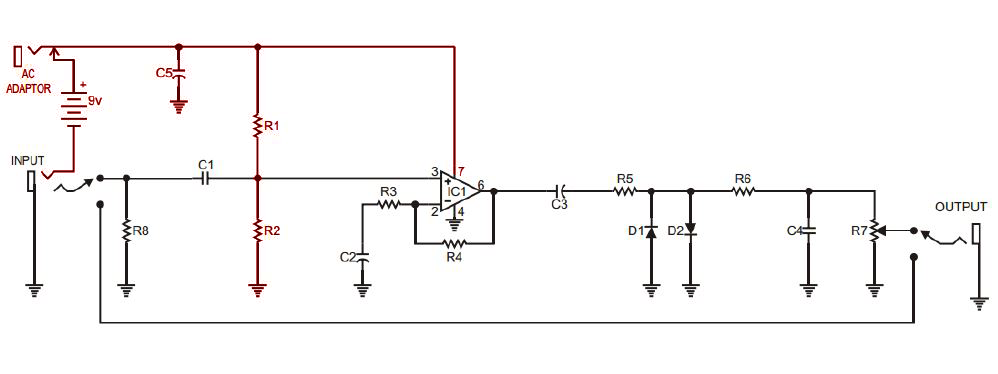 AC
ADAPTOR
+
9v
C5
R1
INPUT
C1
3
7
+
IC1
6
−
2
4
R3
R4
C2
R8
R2
C3
R5
D1
D2
R6
C4
R7
OUTPUT